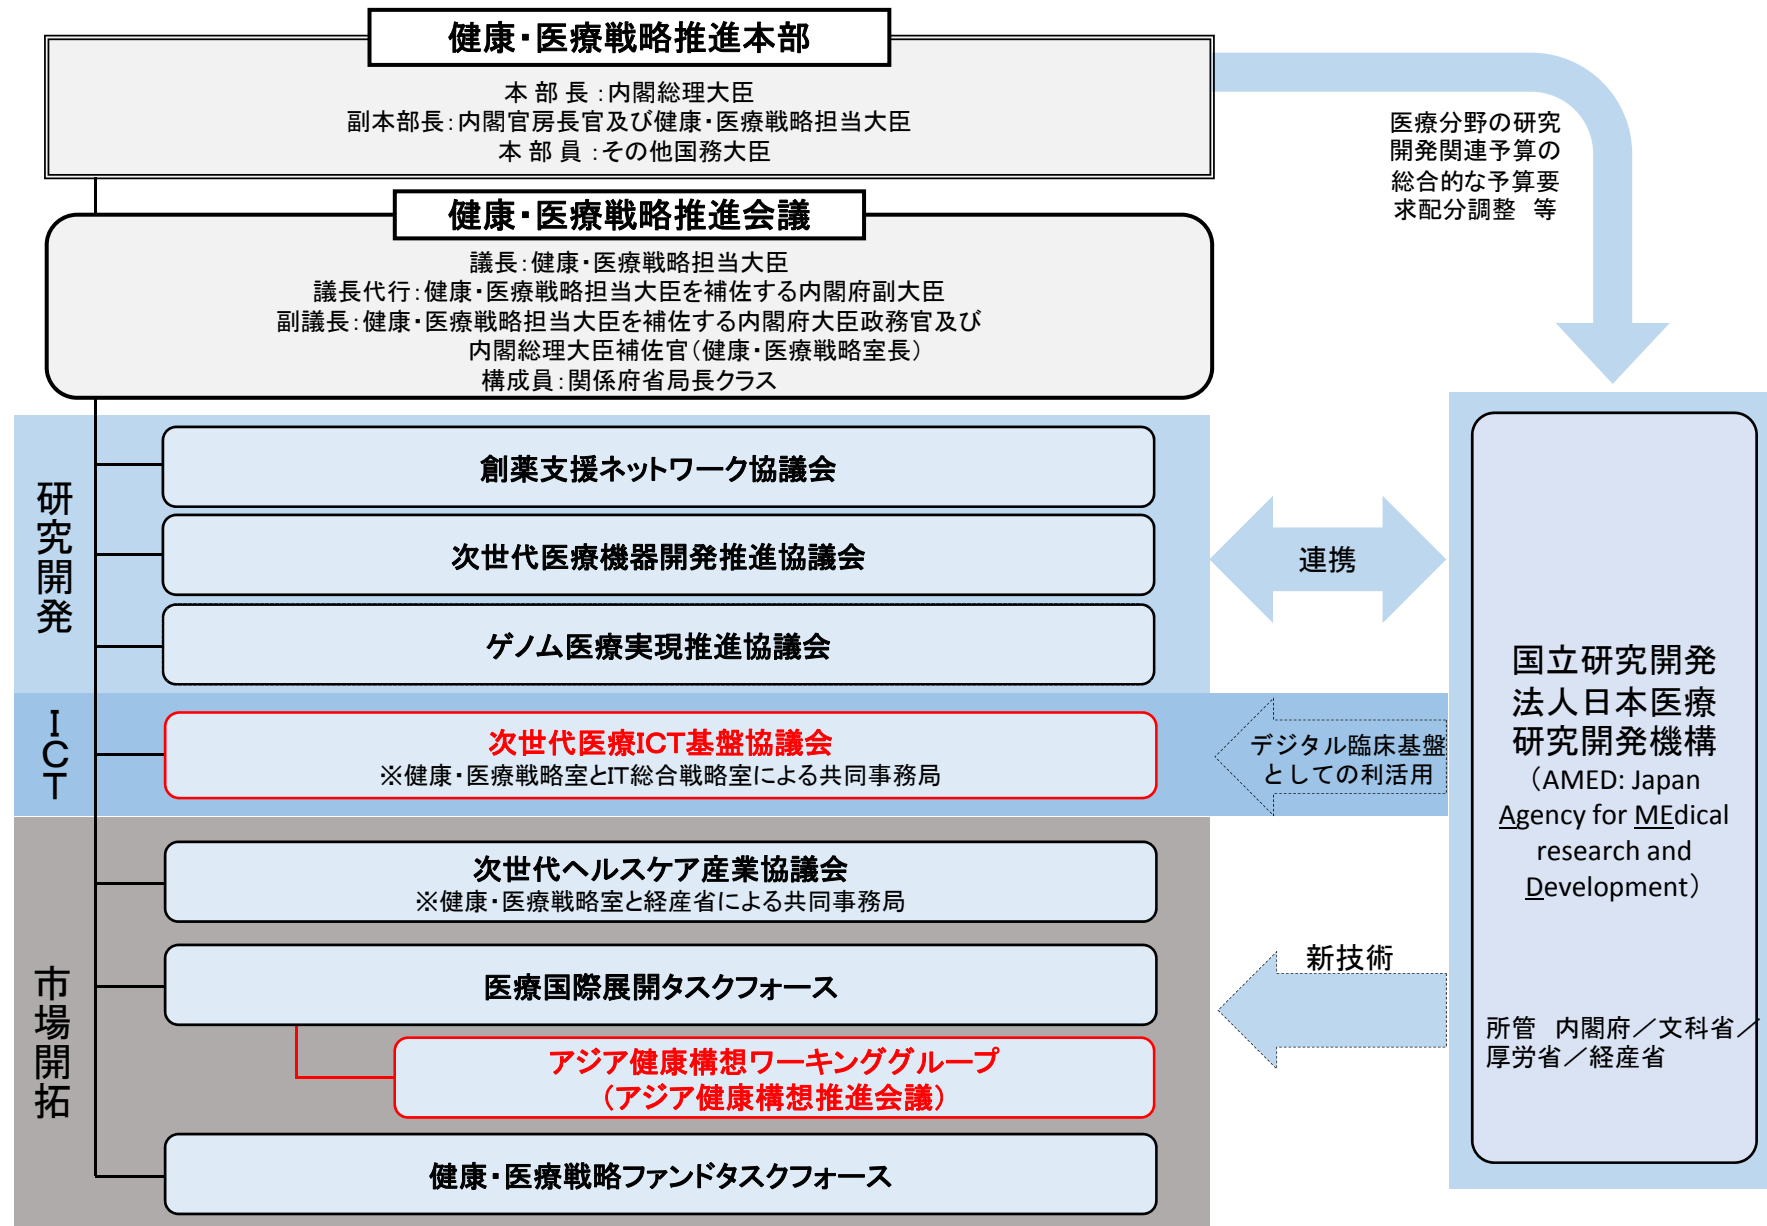 健康・医療戦略推進本部
本 部 長 ：内閣総理大臣
副本部長：内閣官房長官及び健康・医療戦略担当大臣
本 部 員 ：その他国務大臣
医療分野の研究
開発関連予算の
総合的な予算要
求配分調整　等
健康・医療戦略推進会議
議長：健康・医療戦略担当大臣
議長代行：健康・医療戦略担当大臣を補佐する内閣府副大臣
副議長：健康・医療戦略担当大臣を補佐する内閣府大臣政務官及び
内閣総理大臣補佐官（健康・医療戦略室長）
構成員：関係府省局長クラス
研究開発
創薬支援ネットワーク協議会
次世代医療機器開発推進協議会
ゲノム医療実現推進協議会
連携
ICT
次世代医療ICT基盤協議会
※健康・医療戦略室とIT総合戦略室による共同事務局
デジタル臨床基盤
としての利活用
市場開拓
次世代ヘルスケア産業協議会
※健康・医療戦略室と経産省による共同事務局
医療国際展開タスクフォース
アジア健康構想ワーキンググループ
（アジア健康構想推進会議）
健康・医療戦略ファンドタスクフォース
新技術
国立研究開発
法人日本医療
研究開発機構
（AMED: Japan
Agency for MEdical
research and
Development）
所管　内閣府／文科省／
厚労省／経産省